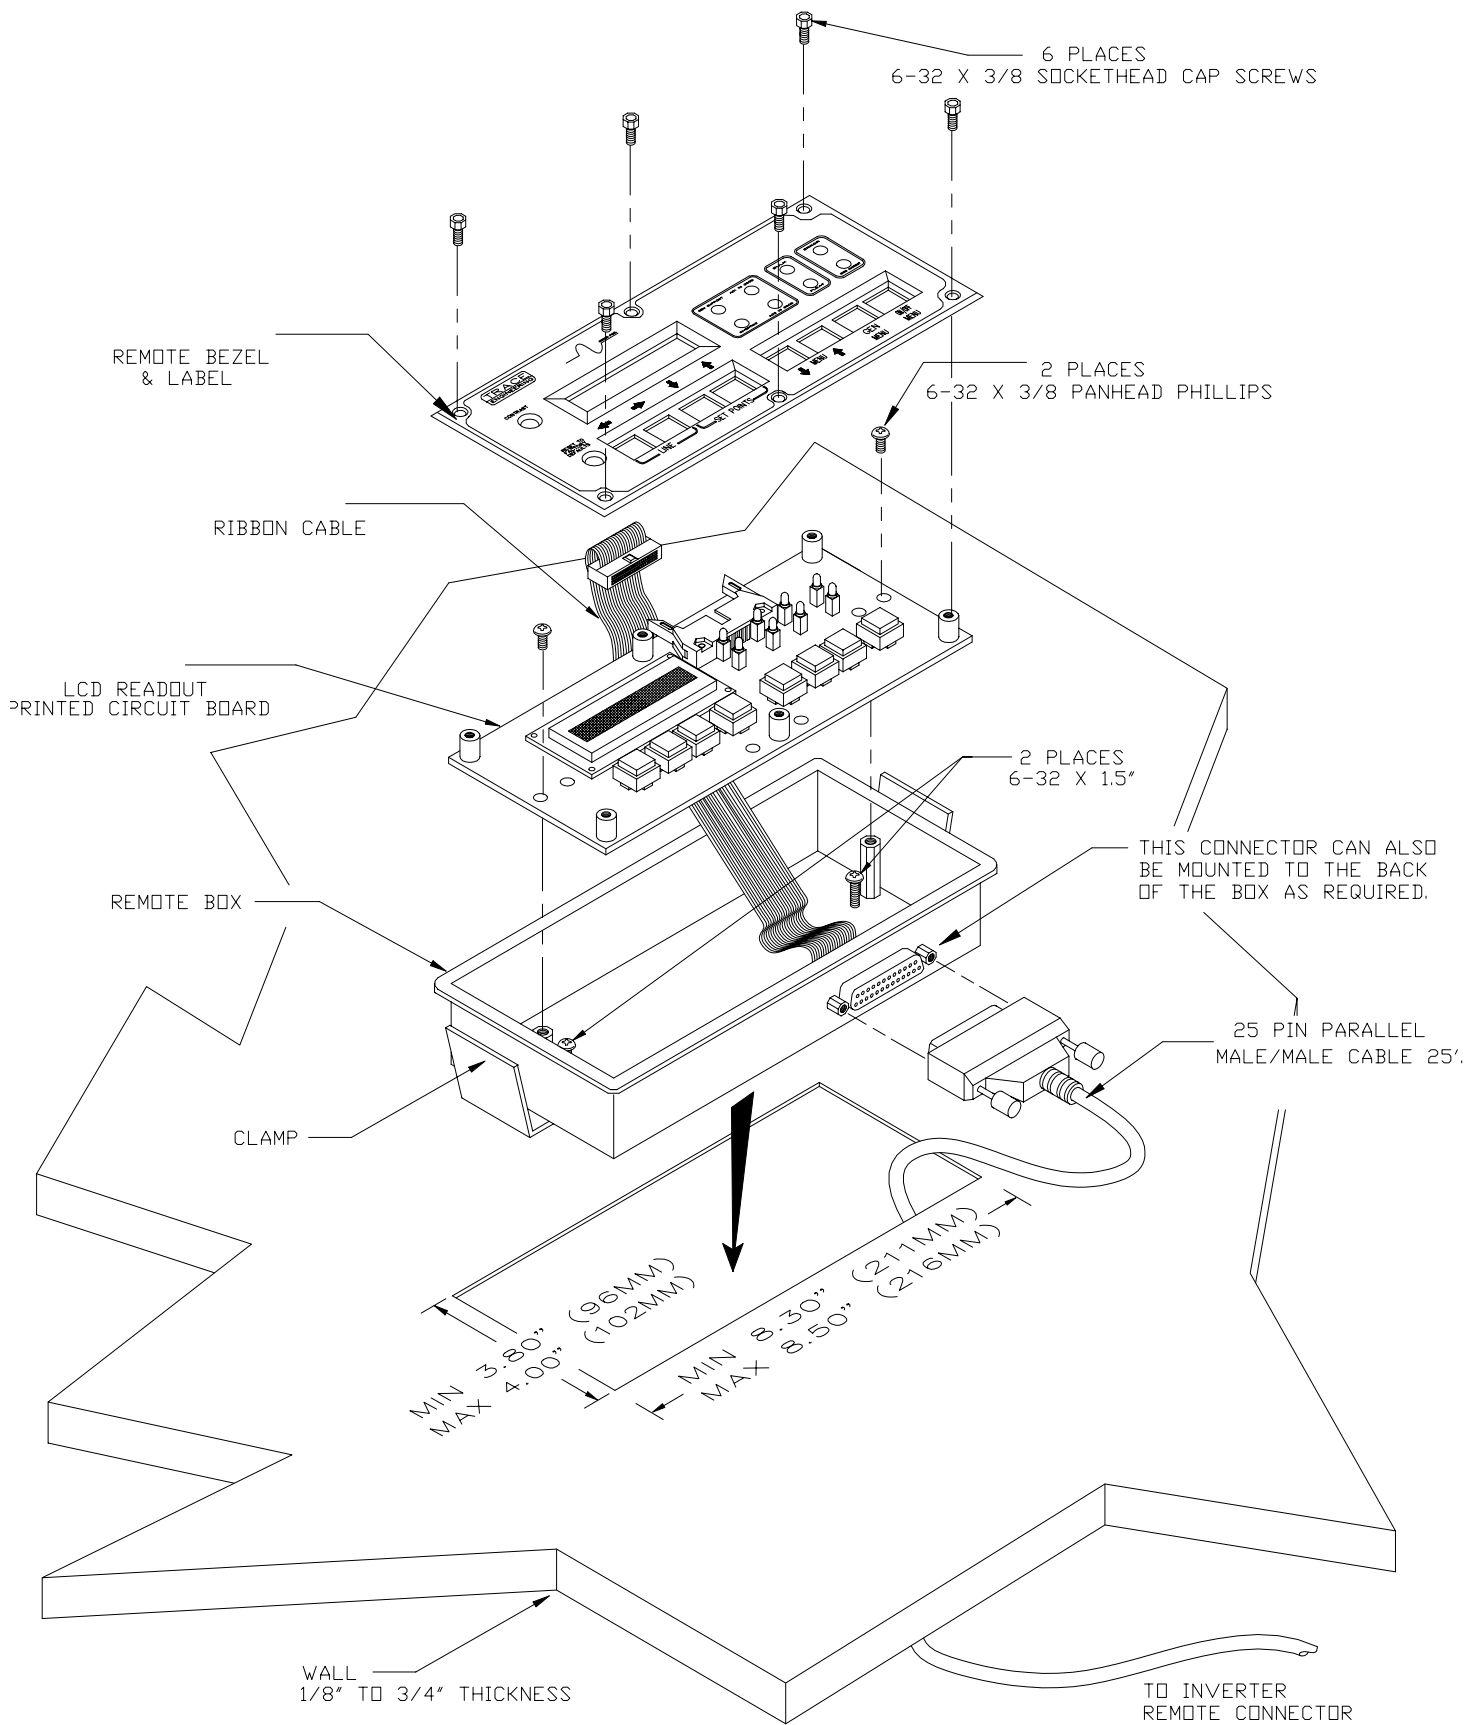 6 PLACES
6-32 X 3/8 SOCKETHEAD CAP SCREWS
REMOTE BEZEL
& LABEL
2 PLACES
6-32 X 3/8 PANHEAD PHILLIPS
TRACE
CONTRAST
LINE
SET POINTS
MENU
GEN
MENU
ON/OFF
MENU
RIBBON CABLE
LCD READOUT
PRINTED CIRCUIT BOARD
2 PLACES
6-32 X 1.5"
THIS CONNECTOR CAN ALSO
BE MOUNTED TO THE BACK
OF THE BOX AS REQUIRED.
REMOTE BOX
25 PIN PARALLEL
MALE/MALE CABLE 25'.
CLAMP
MIN 3.80" (96MM)
MAX 4.00" (102MM)
MIN 8.30" (211MM)
MAX 8.50" (216MM)
WALL
1/8" TO 3/4" THICKNESS
TO INVERTER
REMOTE CONNECTOR